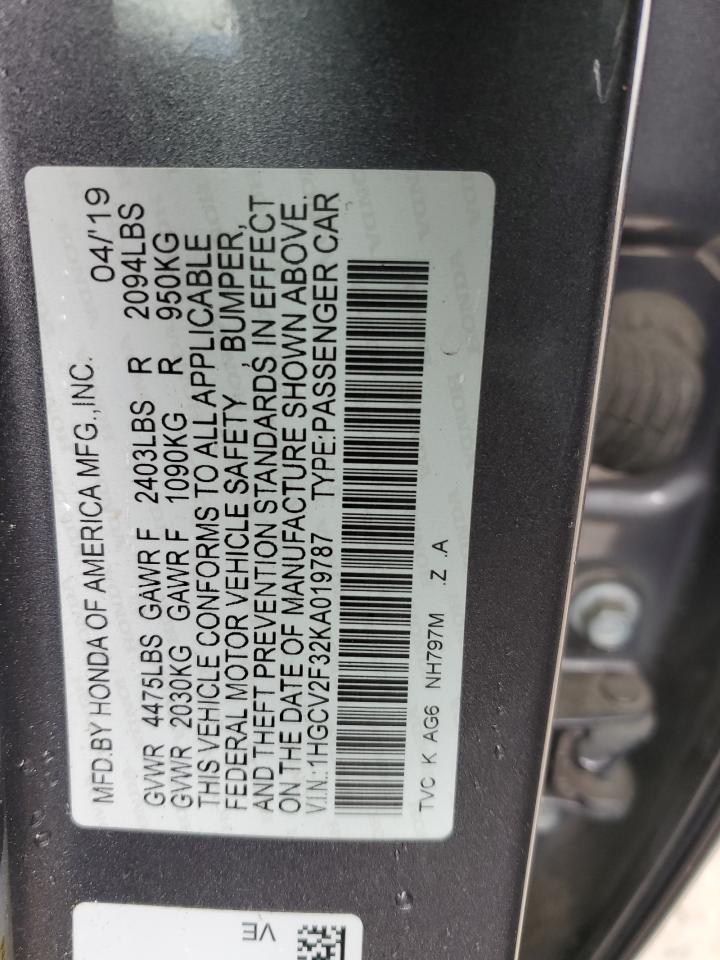 MFD.BY HONDA OF AMERICA MFG.,INC. 04/'19
GVWR 4475LBS GAWR F 2403LBS R 2094LBS
GVWR 2030KG GAWR F 1090KG R 950KG
THIS VEHICLE CONFORMS TO ALL APPLICABLE
FEDERAL MOTOR VEHICLE SAFETY , BUMPER,
AND THEFT PREVENTION STANDARDS IN EFFECT
ON THE DATE OF MANUFACTURE SHOWN ABOVE.
V.I.N.:1HGCV2F32KA019787 TYPE:PASSENGER CAR
TVC K AG6 NH797M .Z .A
VE